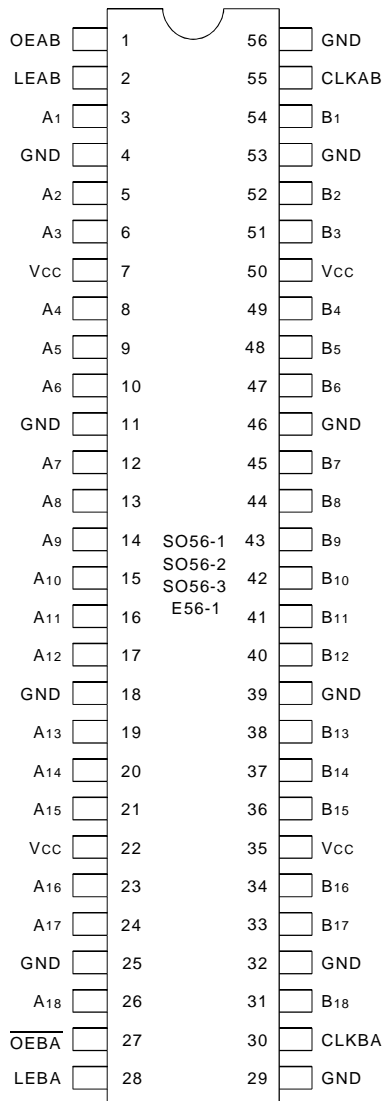 OEAB 1 56 GND
LEAB 2 55 CLKAB
A1 3 54 B1
GND 4 53 GND
A2 5 52 B2
A3 6 51 B3
VCC 7 50 VCC
A4 8 49 B4
A5 9 48 B5
A6 10 47 B6
GND 11 46 GND
A7 12 45 B7
A8 13 44 B8
A9 14 SO56-1 43 B9
SO56-2
A10 15 SO56-3 42 B10
E56-1
A11 16 41 B11
A12 17 40 B12
GND 18 39 GND
A13 19 38 B13
A14 20 37 B14
A15 21 36 B15
VCC 22 35 VCC
A16 23 34 B16
A17 24 33 B17
GND 25 32 GND
A18 26 31 B18
O̅E̅B̅A̅ 27 30 CLKBA
LEBA 28 29 GND